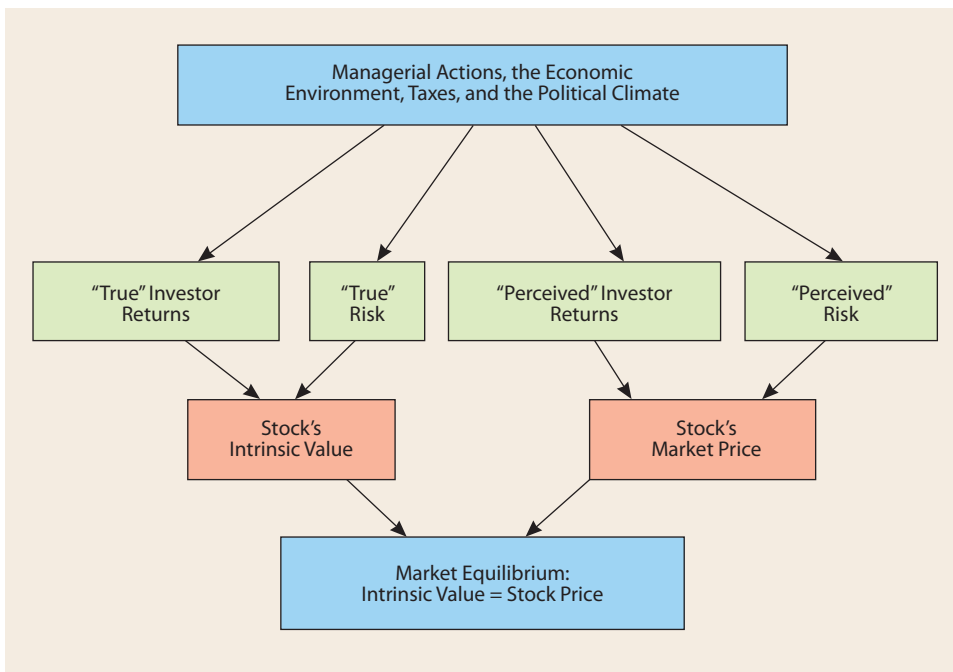 Managerial Actions, the Economic
Environment, Taxes, and the Political Climate
“True” Investor
Returns
“True”
Risk
“Perceived” Investor
Returns
“Perceived”
Risk
Stock’s
Intrinsic Value
Stock’s
Market Price
Market Equilibrium:
Intrinsic Value = Stock Price